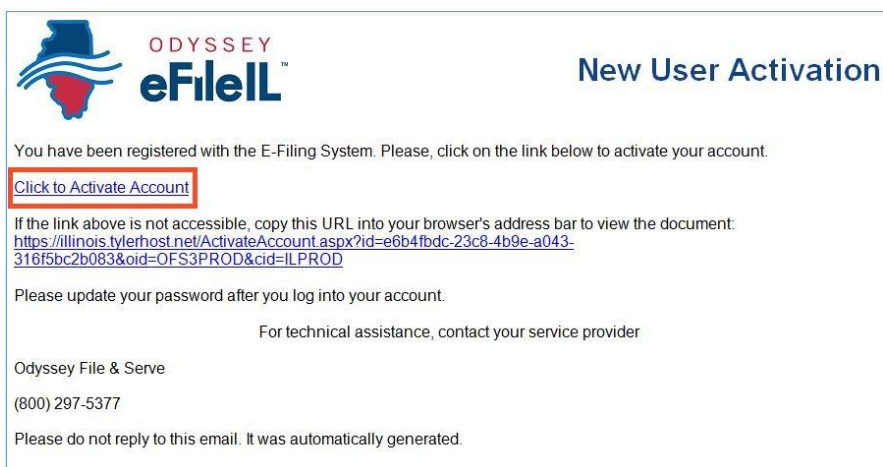 ODYSSEY
eFileIL™
New User Activation
You have been registered with the E-Filing System. Please, click on the link below to activate your account.
Click to Activate Account
If the link above is not accessible, copy this URL into your browser's address bar to view the document:
https://illinois.tylerhost.net/ActivateAccount.aspx?id=e6b4fbdc-23c8-4b9e-a043-
316f5bc2b083&oid=OFS3PROD&cid=ILPROD
Please update your password after you log into your account.
For technical assistance, contact your service provider
Odyssey File & Serve
(800) 297-5377
Please do not reply to this email. It was automatically generated.